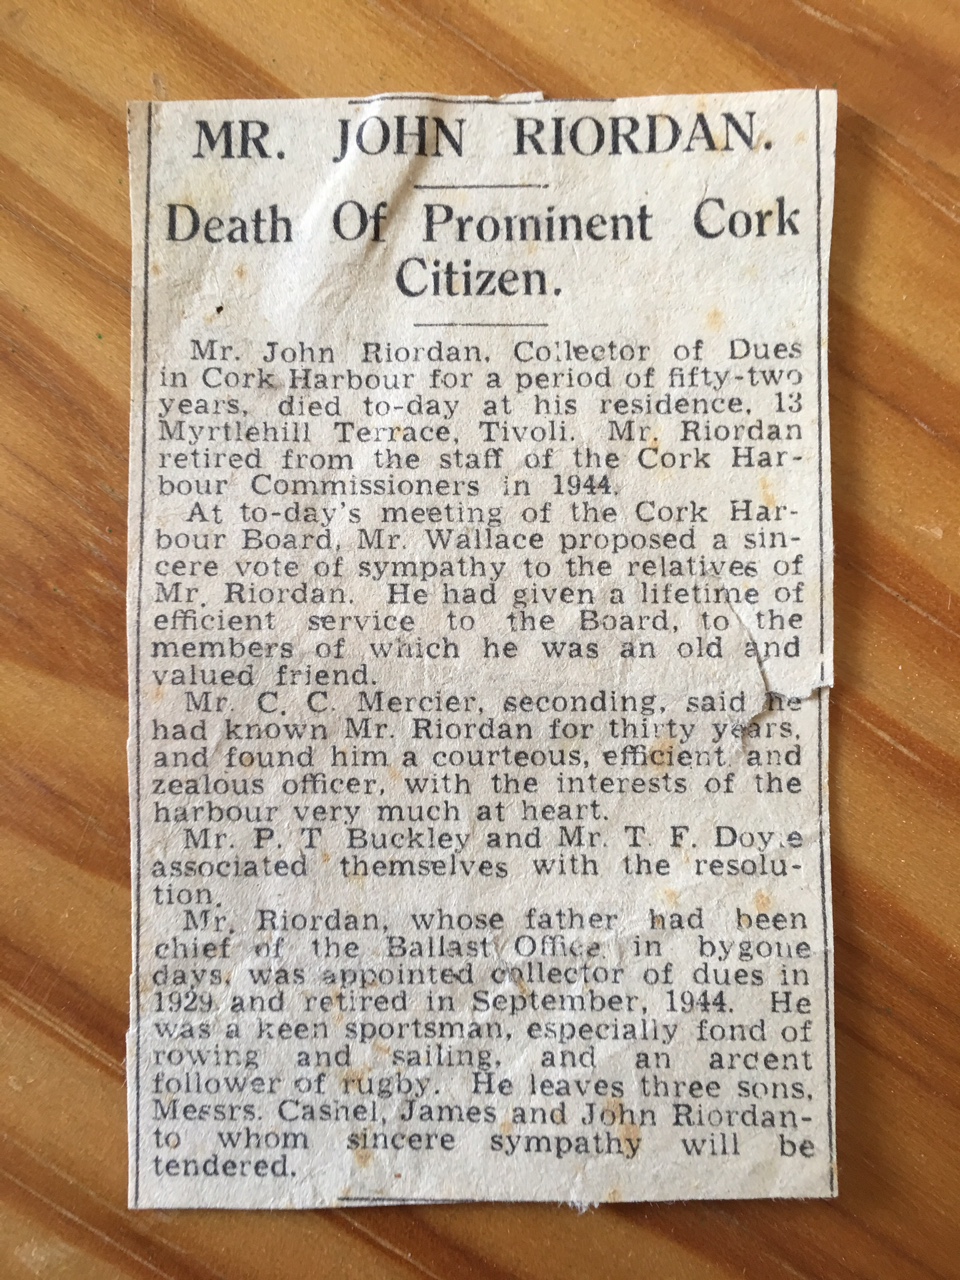 MR. JOHN RIORDAN.
Death Of Prominent Cork
Citizen.
Mr. John Riordan, Collector of Dues
in Cork Harbour for a period of fifty-two
years, died to-day at his residence, 13
Myrtlehill Terrace, Tivoli. Mr. Riordan
retired from the staff of the Cork Har-
bour Commissioners in 1944.
At to-day's meeting of the Cork Har-
bour Board, Mr. Wallace proposed a sin-
cere vote of sympathy to the relatives of
Mr. Riordan. He had given a lifetime of
efficient service to the Board, to the
members of which he was an old and
valued friend.
Mr. C. C. Mercier, seconding, said he
had known Mr. Riordan for thirty years,
and found him a courteous, efficient and
zealous officer, with the interests of the
harbour very much at heart.
Mr. P. T Buckley and Mr. T. F. Doyle
associated themselves with the resolu-
tion.
Mr. Riordan, whose father had been
chief of the Ballast Office in bygone
days, was appointed collector of dues in
1929 and retired in September, 1944. He
was a keen sportsman, especially fond of
rowing and sailing, and an ardent
follower of rugby. He leaves three sons,
Messrs. Cashel, James and John Riordan-
to whom sincere sympathy will be
tendered.